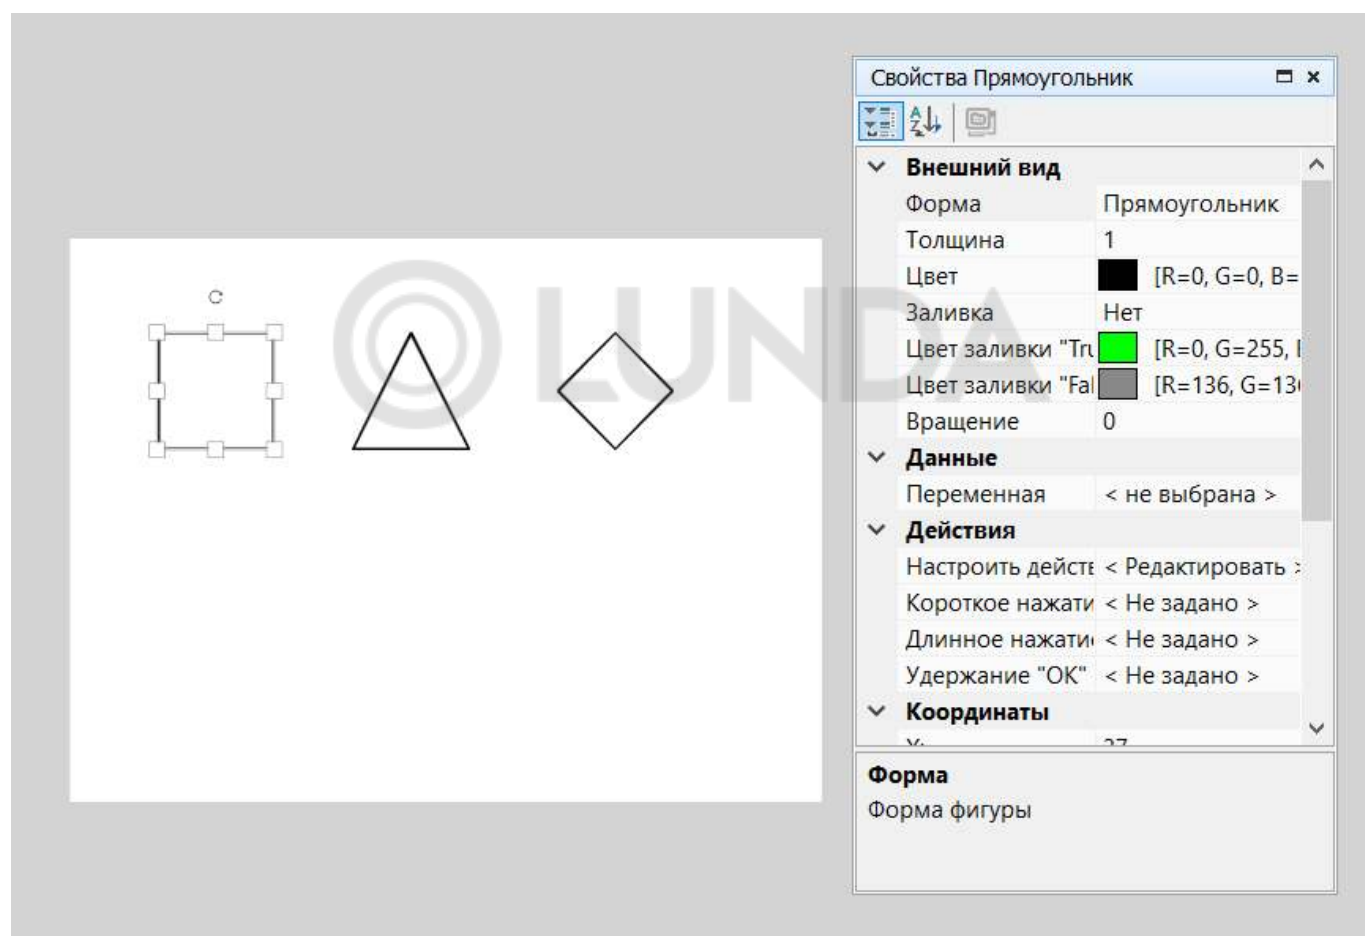 Свойства Прямоугольник
Внешний вид
Форма Прямоугольник
Толщина 1
Цвет [R=0, G=0, B=
Заливка Нет
Цвет заливки "Tru [R=0, G=255,
Цвет заливки "Fal [R=136, G=13
Вращение 0
Данные
Переменная < не выбрана >
Действия
Настроить дейст < Редактировать >
Короткое нажати < Не задано >
Длинное нажати < Не задано >
Удержание "OK" < Не задано >
Координаты
Форма
Форма фигуры
LUNDA